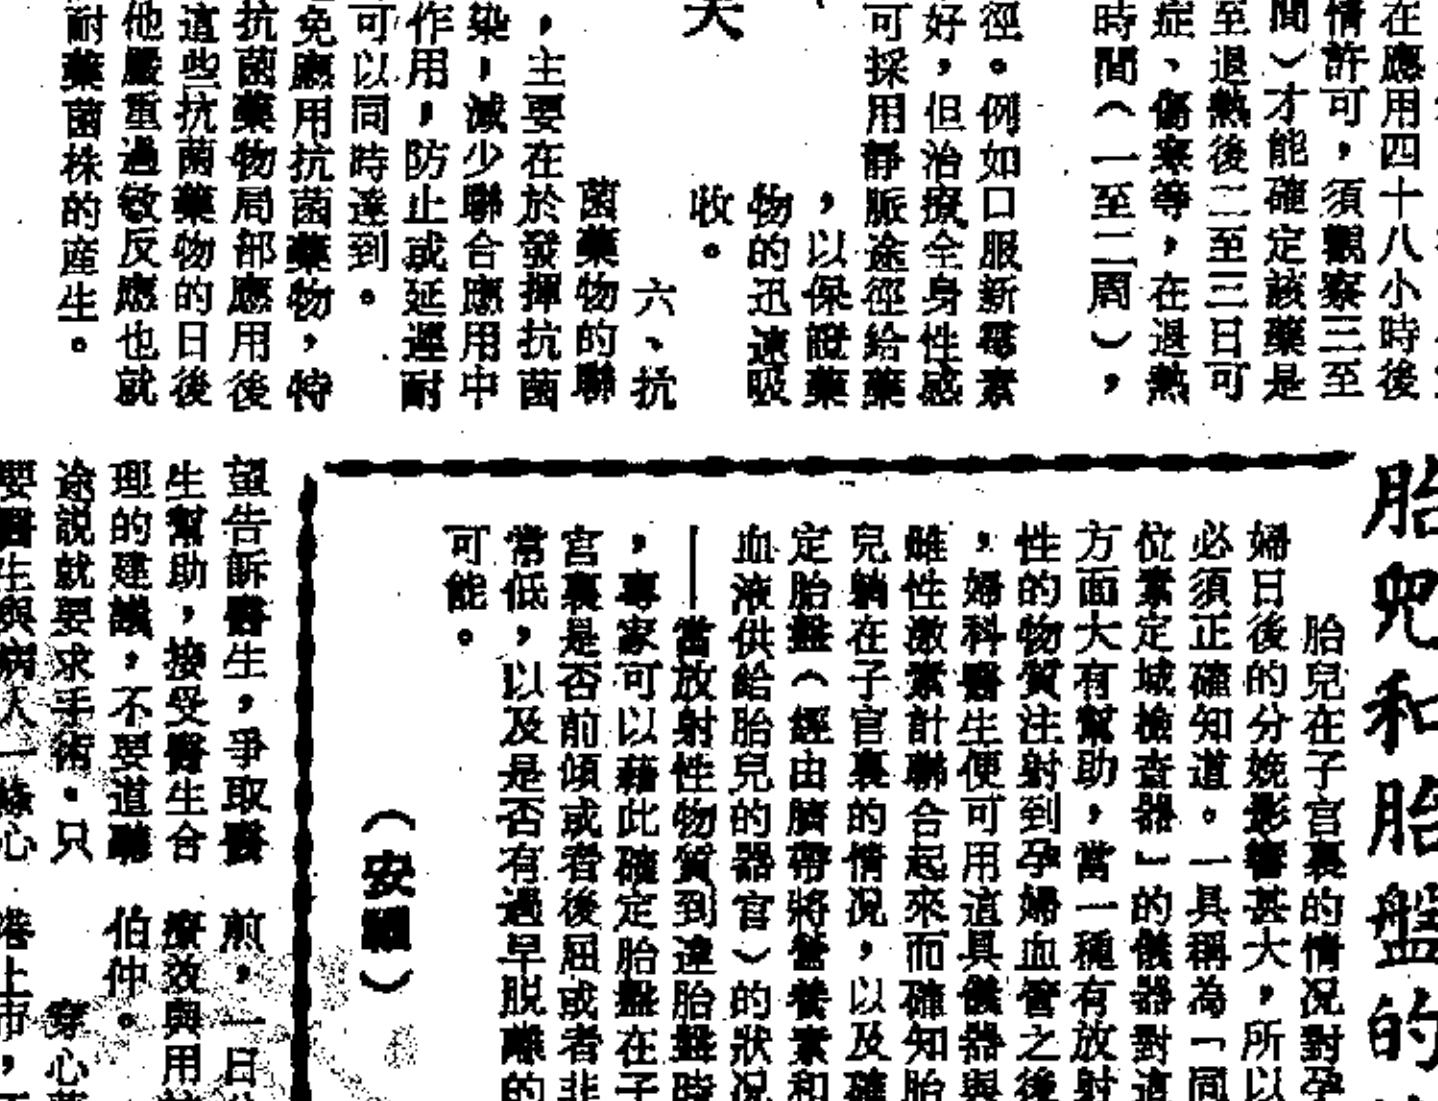 在應用四十八小時後
情許可，須觀察三至
間）才能確定該藥是
至退熱後二至三日可
症、傷寒等，在退熱
時間（一至二周），
徑。例如口服新霉素
好，但治療全身性感
可採用靜脈途徑給藥
，以保證藥
物的迅速吸
收。
天
六、抗
菌藥物的聯
，主要在於發揮抗菌
染，減少聯合應用中
作用，防止或延遲耐
可以同時達到。
免應用抗菌藥物，特
抗菌藥物局部應用後
這些抗菌藥物的日後
他嚴重過敏反應也就
耐藥菌株的産生。
胎兒和胎盤的
胎兒在子宮裏的情况對孕
婦日後的分娩影響甚大，所以
必須正確知道。一具稱為「同
位素定域檢查器」的儀器對這
方面大有幫助，當一種有放射
性的物質注射到孕婦血管之後
，婦科醫生便可用這具儀器與
雌性激素計聯合起來而確知胎
兒躺在子宮裏的情况，以及確
定胎盤（經由臍帶將營養素和
血液供給胎兒的器官）的狀况
──當放射性物質到達胎盤時
，專家可以藉此確定胎盤在子
宮裏是否前傾或者後屈或者非
常低，以及是否有過早脫離的
可能。
望告訴醫生，爭取醫
生幫助，接受醫生合
理的建議，不要道聽
途説就要求手術。只
要醫生與病人一條心
前，一日
療效與用
伯仲。
穿心
港上市，